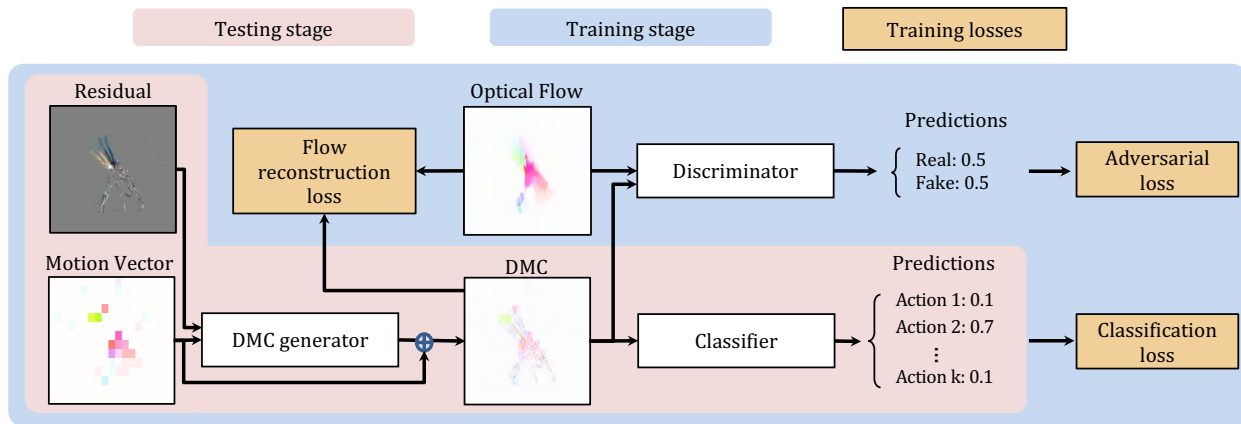 Testing stage
Training stage
Training losses
Residual
Optical Flow
Predictions
Flow
reconstruction
loss
Discriminator
Real: 0.5
Fake: 0.5
Adversarial
loss
Motion Vector
DMC
Predictions
DMC generator
Classifier
Action 1: 0.1
Action 2: 0.7
⋮
Action k: 0.1
Classification
loss